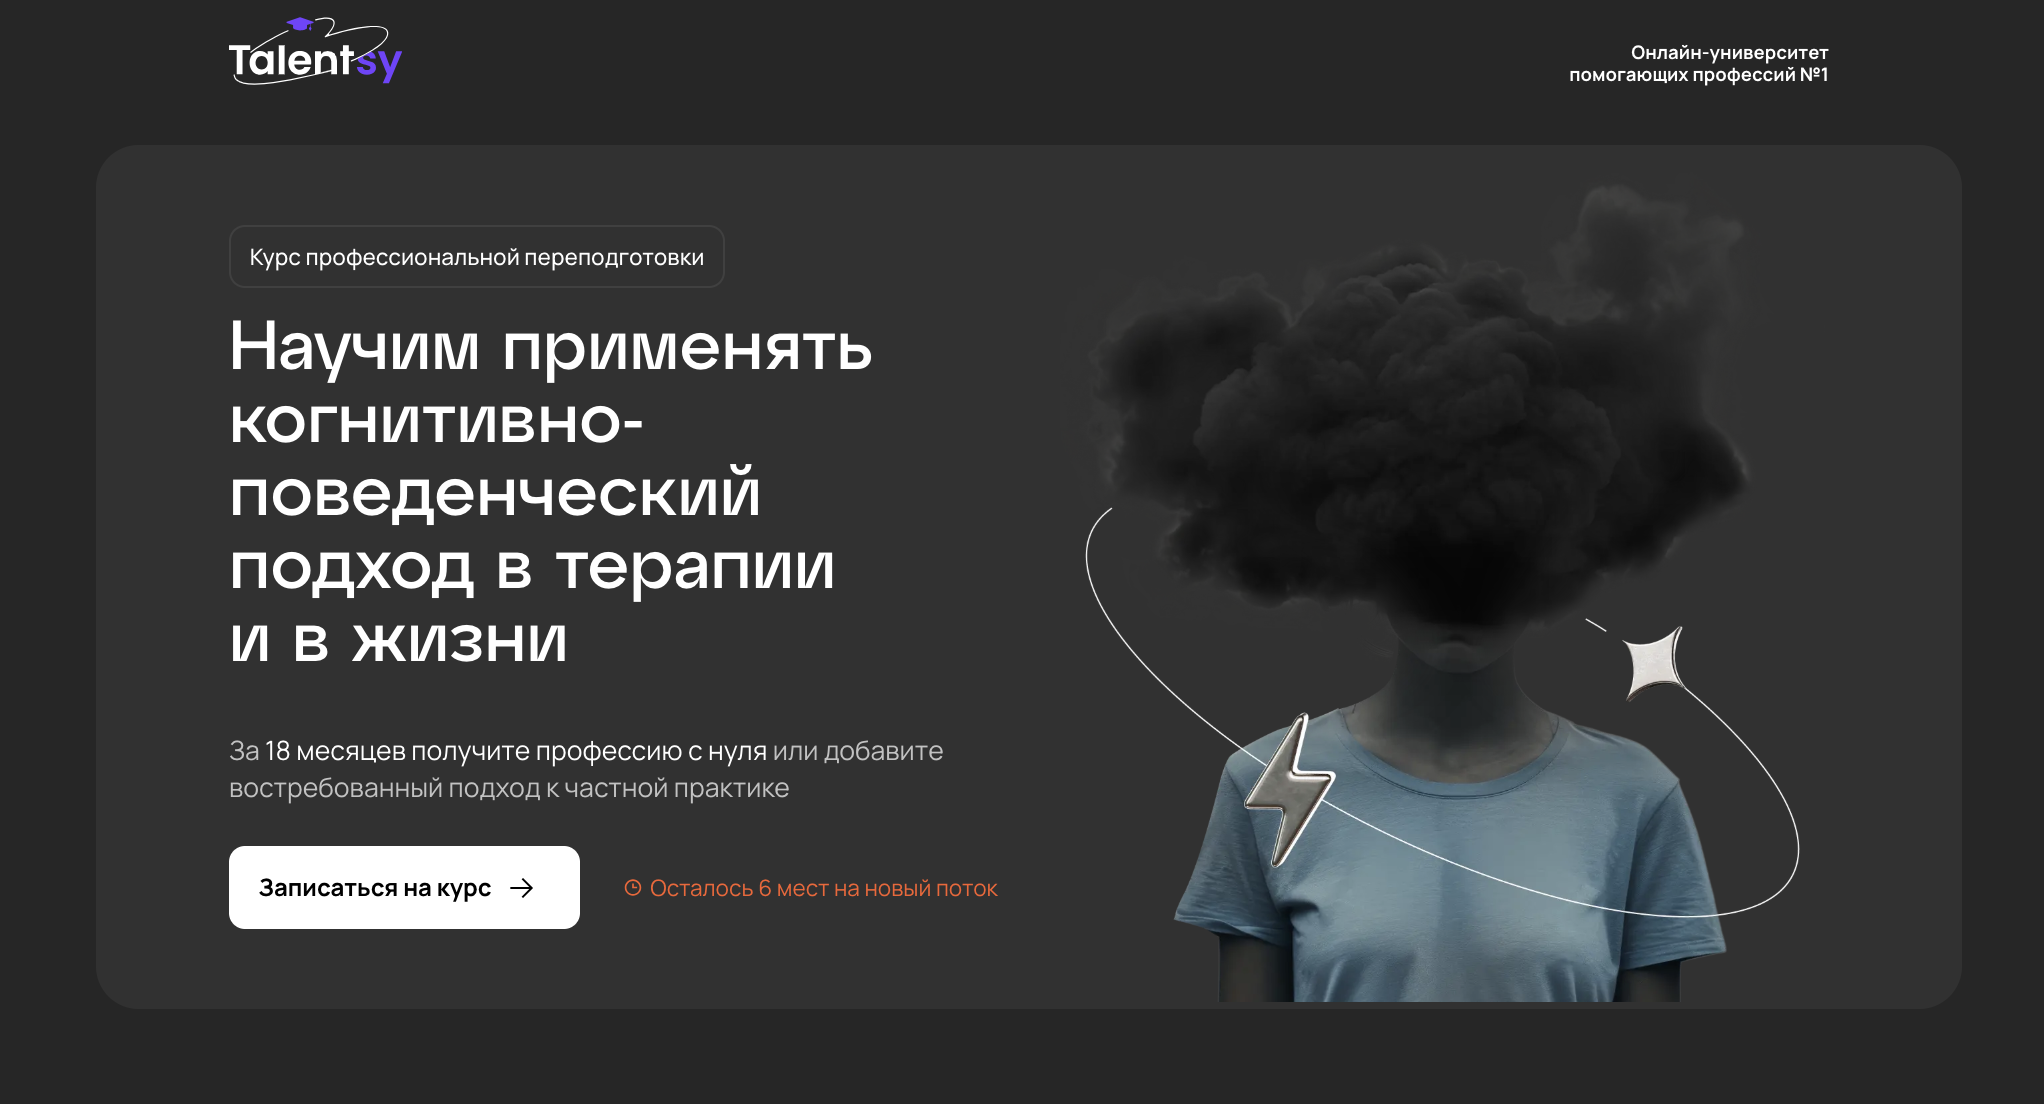 Talentsy
Онлайн-университет
помогающих профессий №1
Курс профессиональной переподготовки
Научим применять
когнитивно-
поведенческий
подход в терапии
и в жизни
За 18 месяцев получите профессию с нуля или добавите
востребованный подход к частной практике
Записаться на курс →
Осталось 6 мест на новый поток